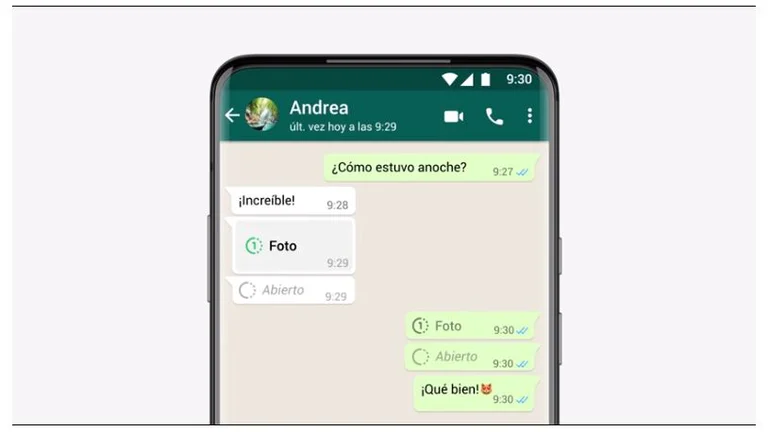 9:30
Andrea
últ. vez hoy a las 9:29
¿Cómo estuvo anoche? 9:27
¡Increíble! 9:28
1 Foto
9:29
Abierto 9:29
1 Foto 9:30
Abierto 9:30
¡Qué bien!😈 9:30